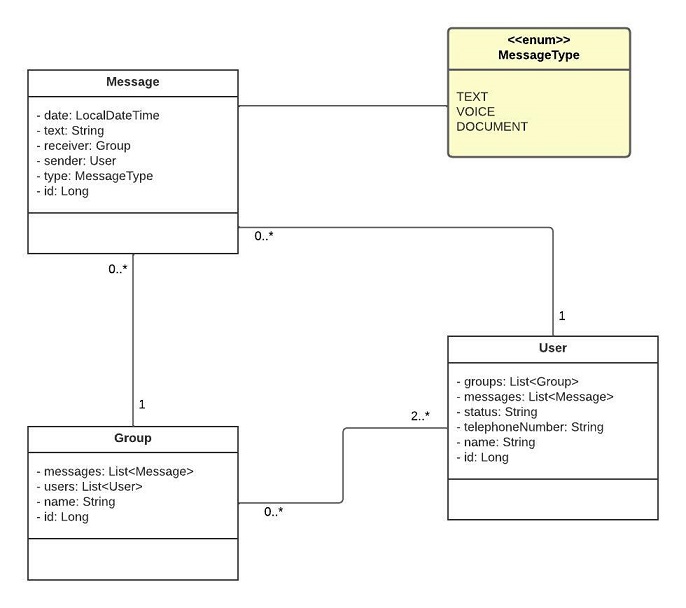 <<enum>>
MessageType
TEXT
VOICE
DOCUMENT
Message
- date: LocalDateTime
- text: String
- receiver: Group
- sender: User
- type: MessageType
- id: Long
0..*
0..*
1
1
User
- groups: List<Group>
- messages: List<Message>
- status: String
- telephoneNumber: String
- name: String
- id: Long
2..*
Group
- messages: List<Message>
- users: List<User>
- name: String
- id: Long
0..*